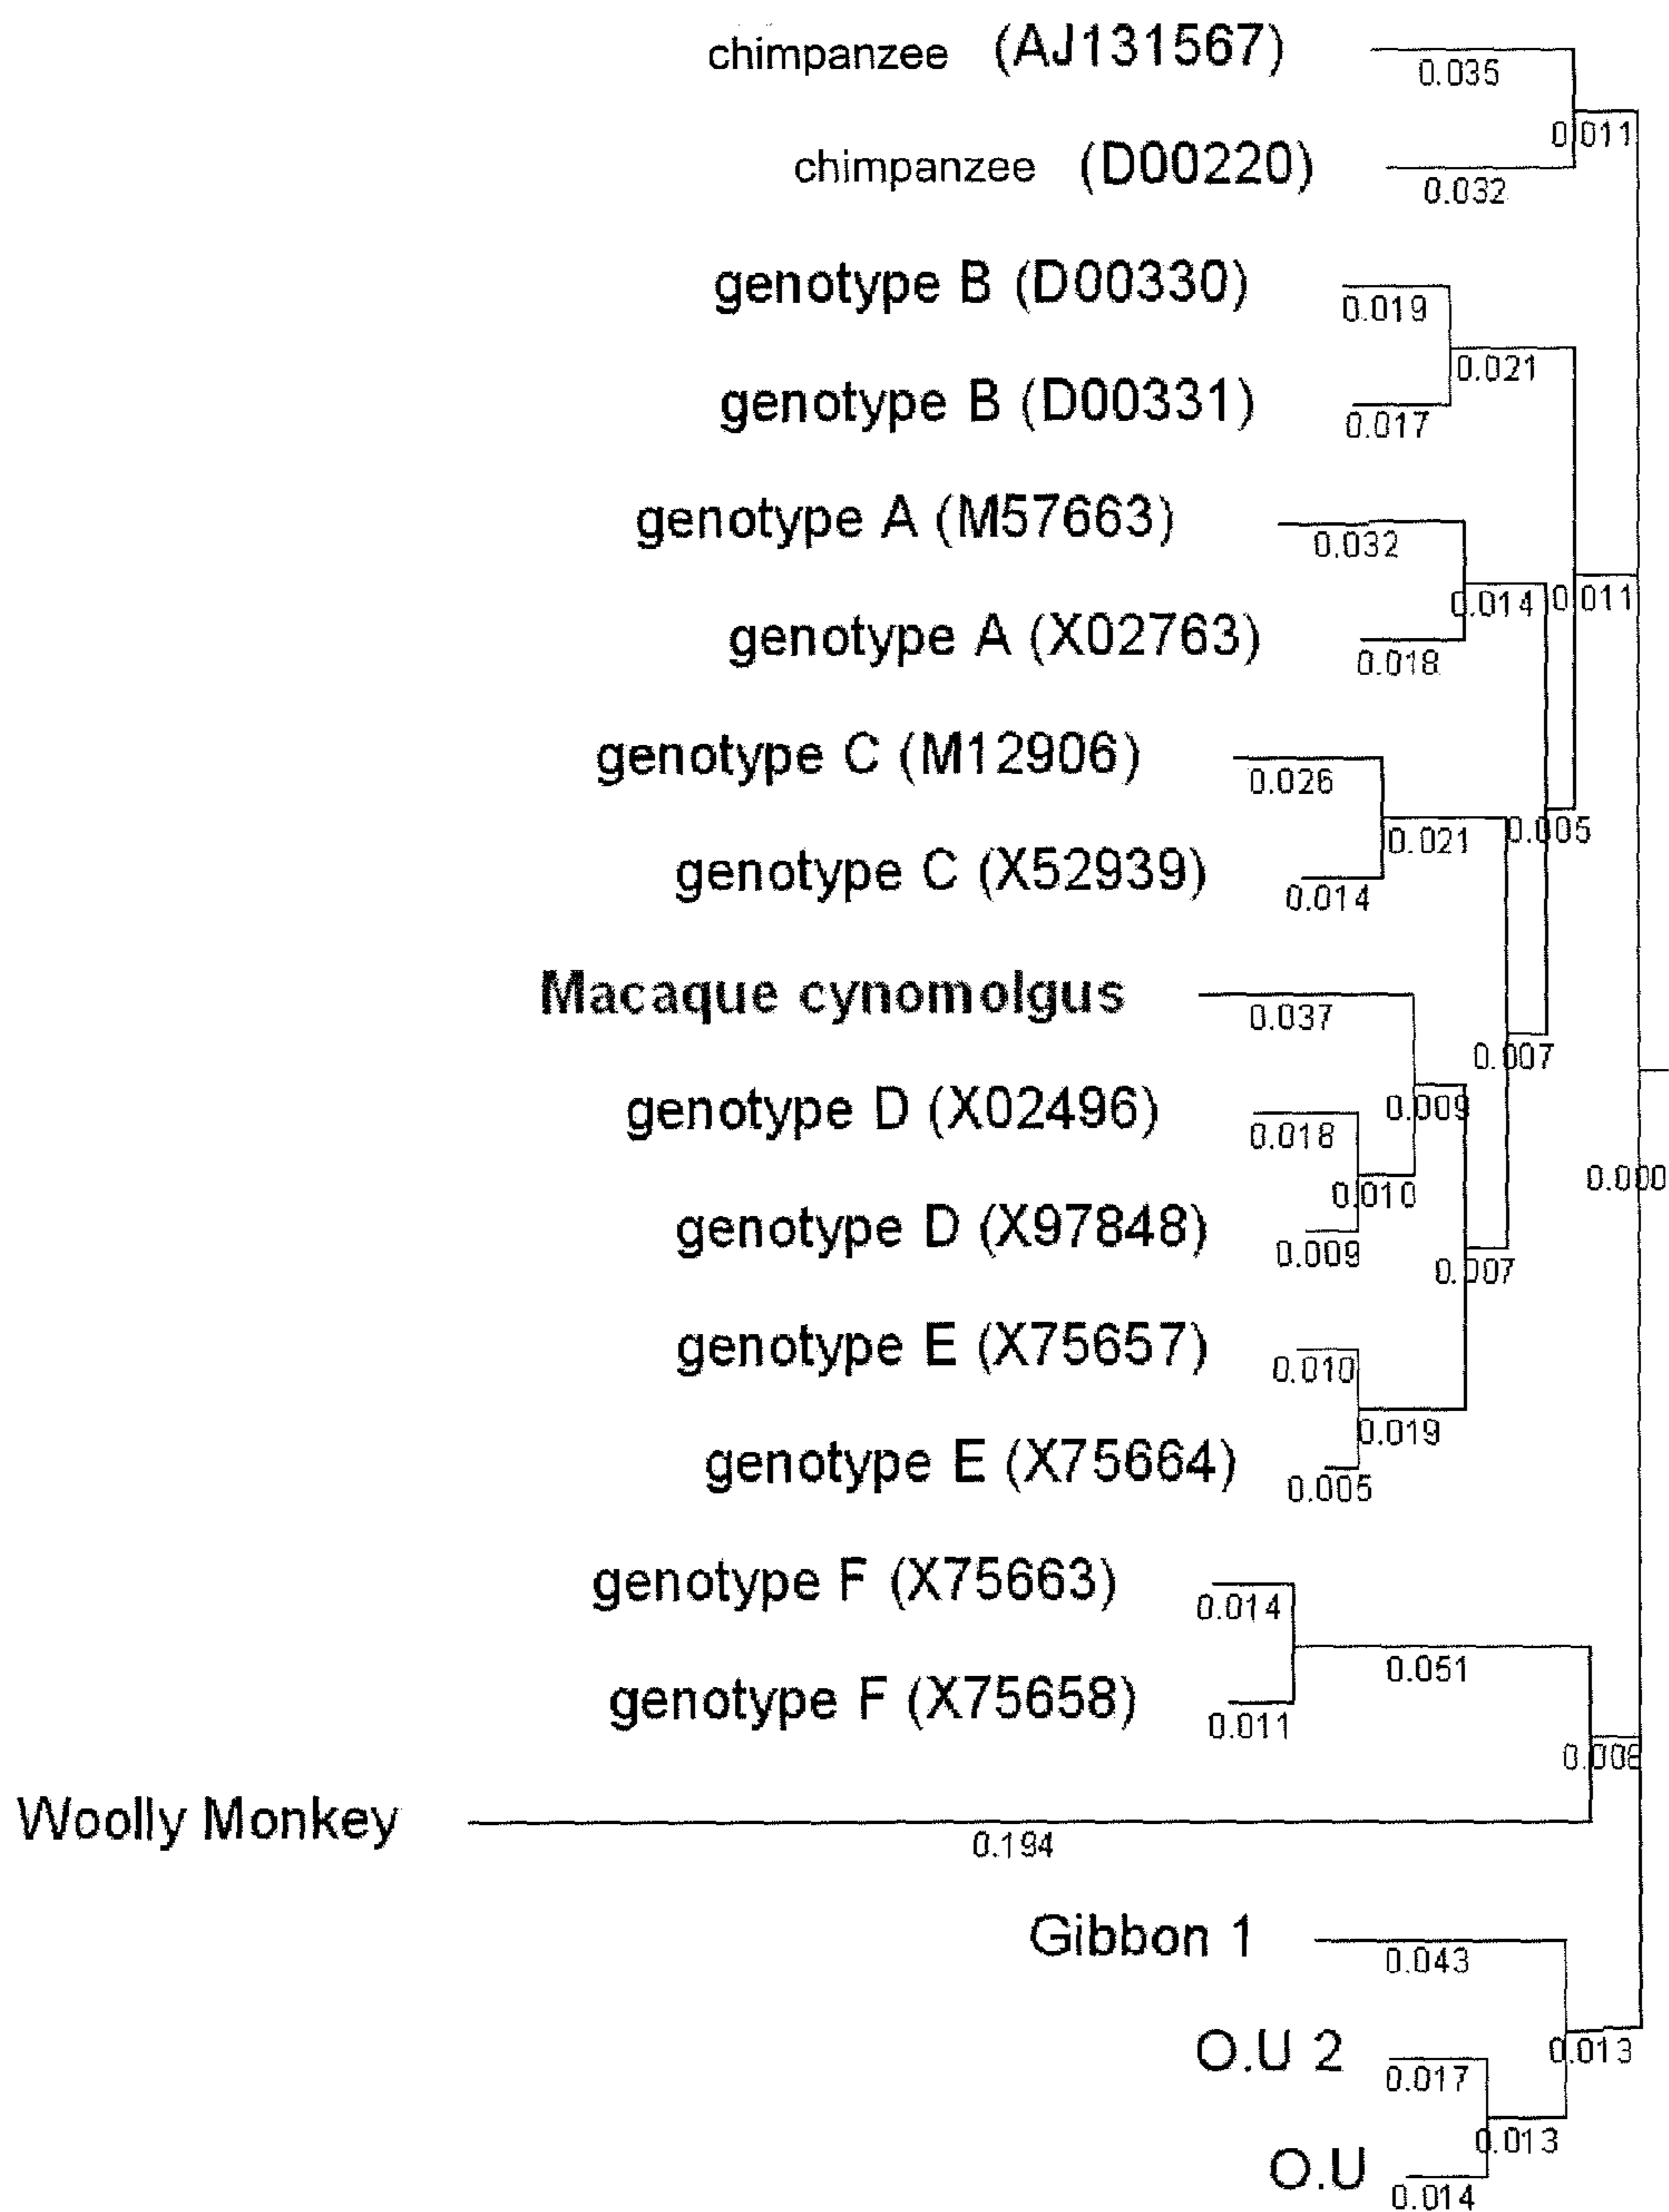 chimpanzee (AJ131567)
0.035
0.011
chimpanzee (D00220)
0.032
genotype B (D00330)
0.019
0.021
genotype B (D00331)
0.017
genotype A (M57663)
0.032
0.014
0.011
genotype A (X02763)
0.018
genotype C (M12906)
0.026
0.021
0.005
genotype C (X52939)
0.014
Macaque cynomolgus
0.037
0.007
genotype D (X02496)
0.009
0.018
0.000
0.010
genotype D (X97848)
0.009
0.007
genotype E (X75657)
0.010
0.019
genotype E (X75664)
0.005
genotype F (X75663)
0.014
0.051
genotype F (X75658)
0.011
0.008
Woolly Monkey
0.194
Gibbon 1
0.043
O.U 2
0.013
0.017
0.013
O.U
0.014